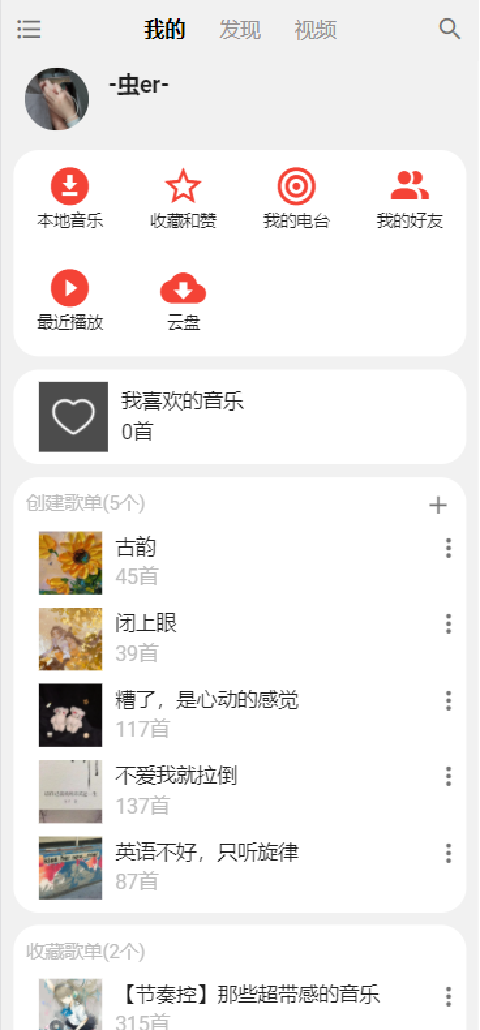 我的 发现 视频
-虫er-
本地音乐 收藏和赞 我的电台 我的好友
最近播放 云盘
我喜欢的音乐
0首
创建歌单(5个)
古韵
45首
闭上眼
39首
糟了，是心动的感觉
117首
不爱我就拉倒
137首
英语不好，只听旋律
87首
收藏歌单(2个)
【节奏控】那些超带感的音乐
315首